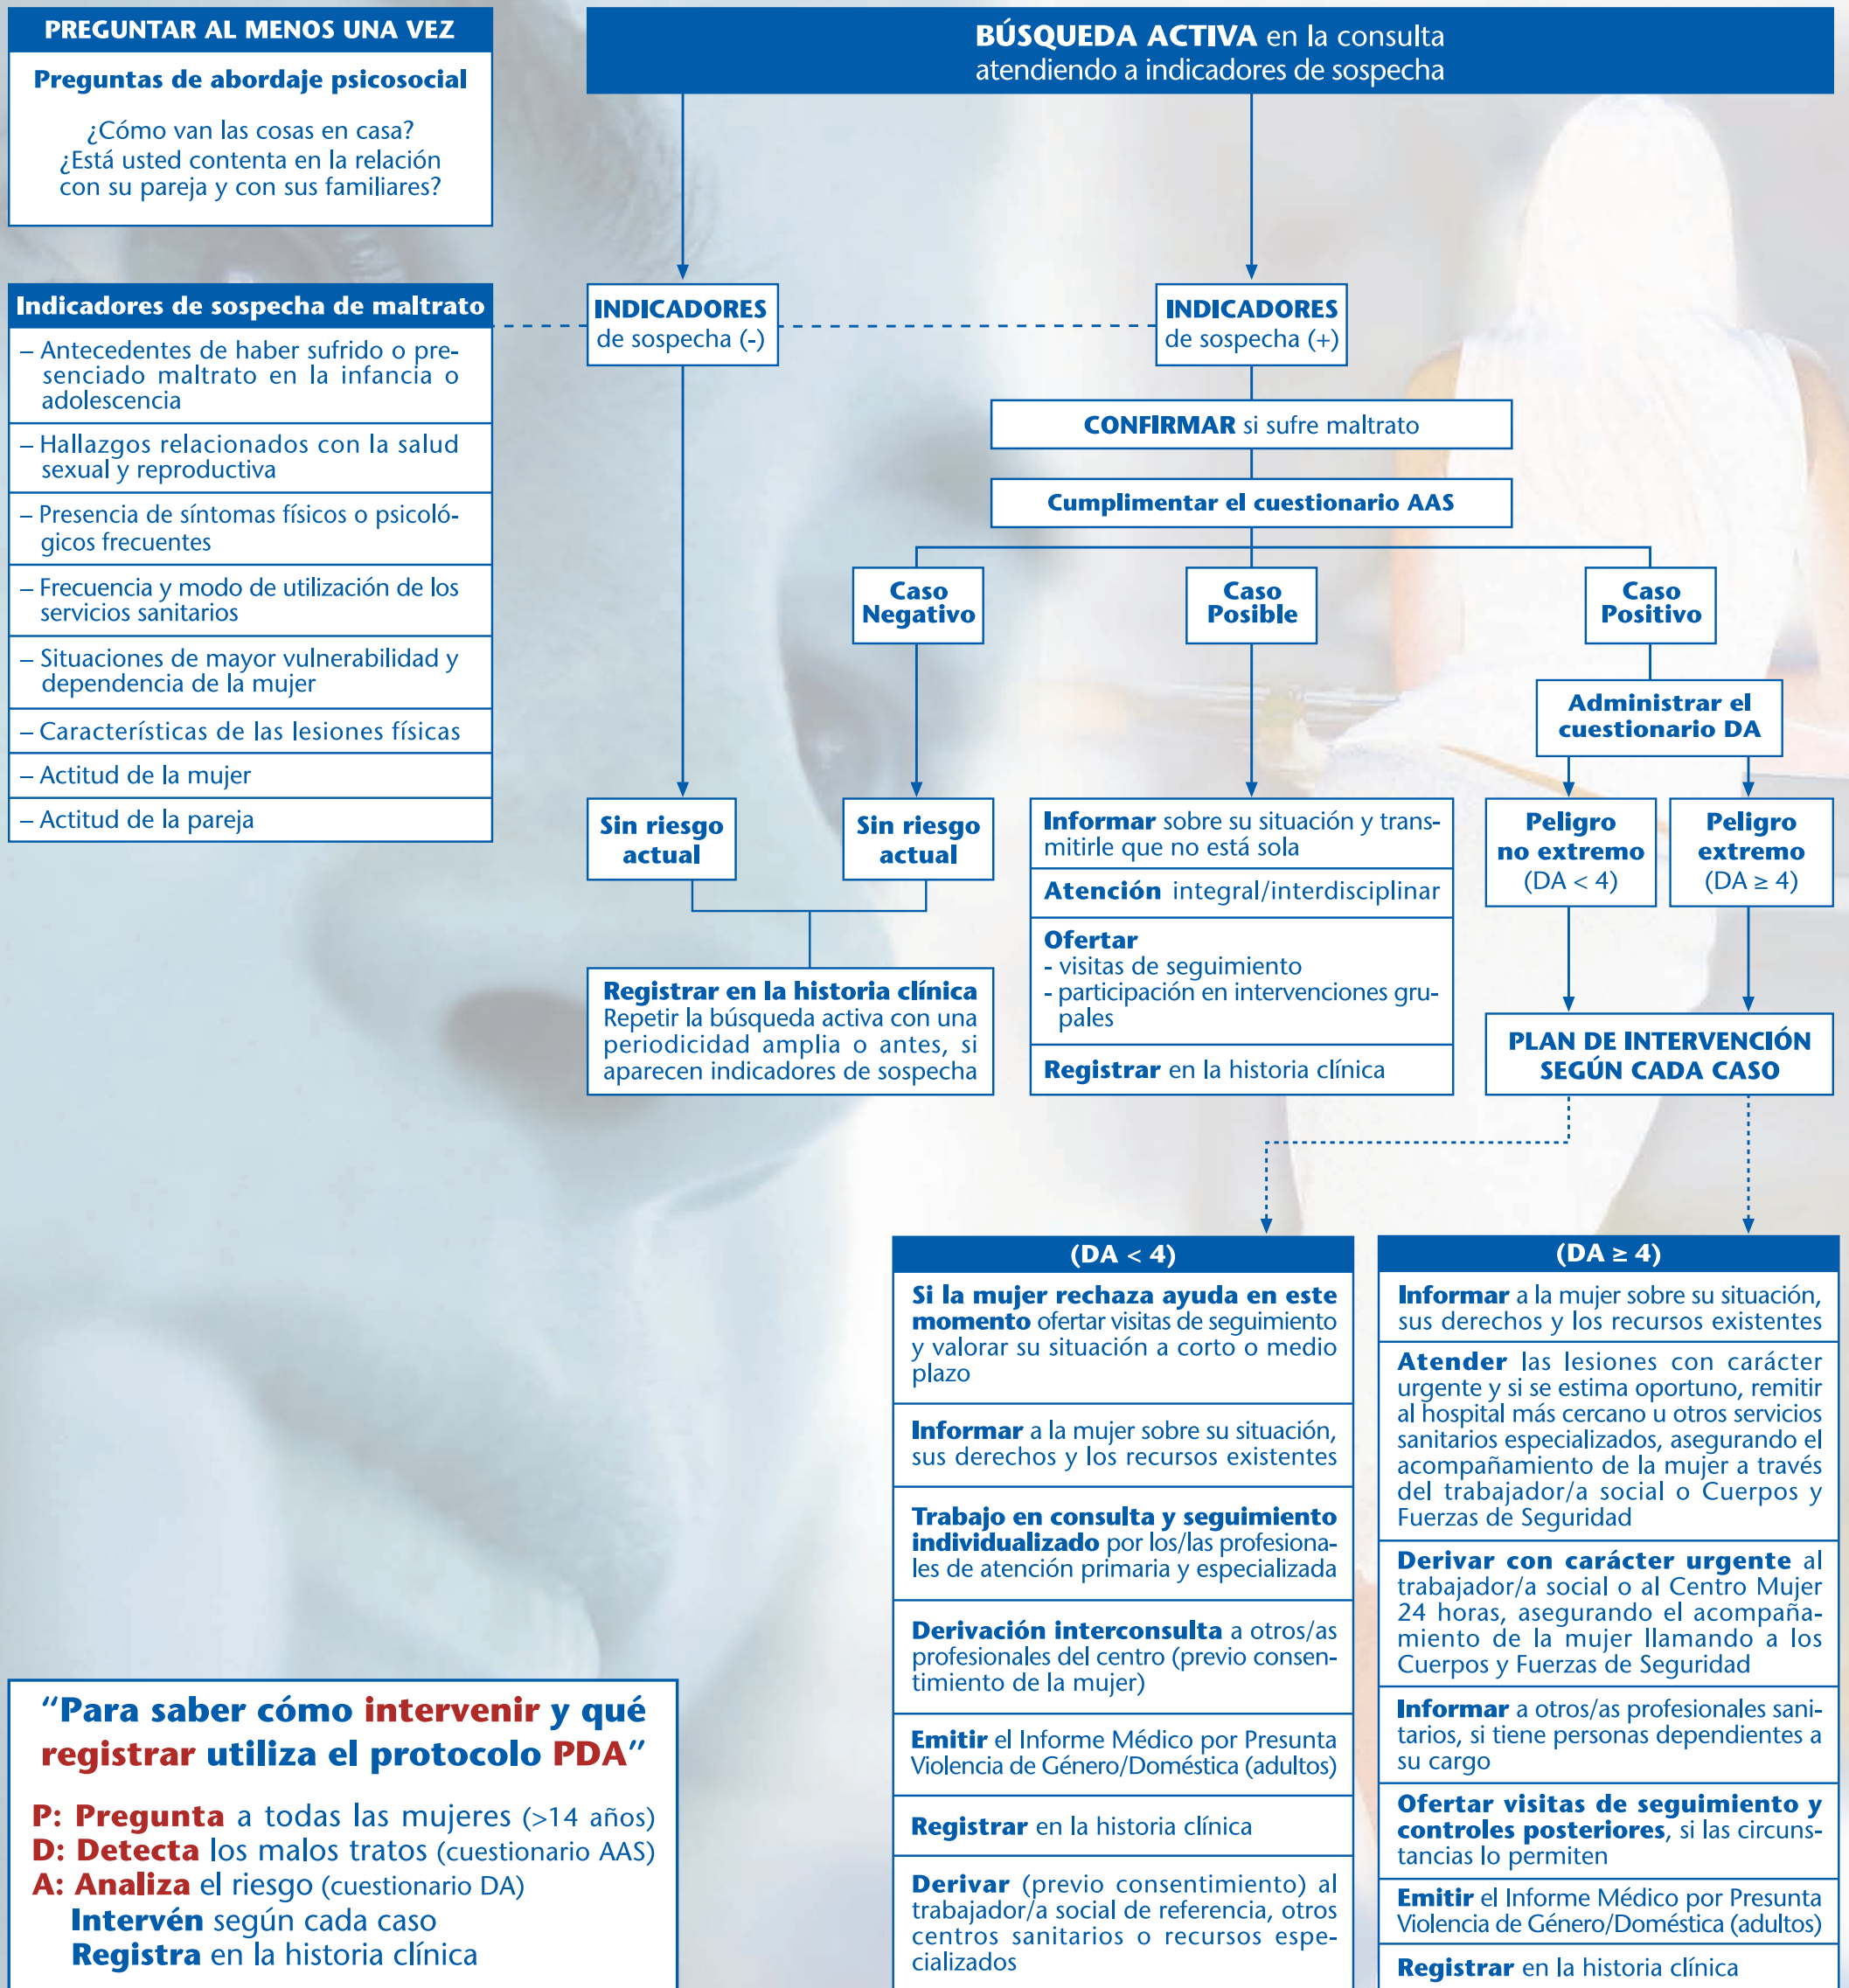 PREGUNTAR AL MENOS UNA VEZ
Preguntas de abordaje psicosocial
¿Cómo van las cosas en casa?
¿Está usted contenta en la relación
con su pareja y con sus familiares?
BÚSQUEDA ACTIVA en la consulta
atendiendo a indicadores de sospecha
Indicadores de sospecha de maltrato
– Antecedentes de haber sufrido o pre-
senciado maltrato en la infancia o
adolescencia
– Hallazgos relacionados con la salud
sexual y reproductiva
– Presencia de síntomas físicos o psicoló-
gicos frecuentes
– Frecuencia y modo de utilización de los
servicios sanitarios
– Situaciones de mayor vulnerabilidad y
dependencia de la mujer
– Características de las lesiones físicas
– Actitud de la mujer
– Actitud de la pareja
INDICADORES
de sospecha (-)
INDICADORES
de sospecha (+)
CONFIRMAR si sufre maltrato
Cumplimentar el cuestionario AAS
Caso
Negativo
Caso
Posible
Caso
Positivo
Administrar el
cuestionario DA
Sin riesgo
actual
Sin riesgo
actual
Registrar en la historia clínica
Repetir la búsqueda activa con una
periodicidad amplia o antes, si
aparecen indicadores de sospecha
Informar sobre su situación y trans-
mitirle que no está sola
Atención integral/interdisciplinar
Ofertar
- visitas de seguimiento
- participación en intervenciones gru-
pales
Registrar en la historia clínica
Peligro
no extremo
(DA < 4)
Peligro
extremo
(DA ≥ 4)
PLAN DE INTERVENCIÓN
SEGÚN CADA CASO
(DA < 4)
Si la mujer rechaza ayuda en este
momento ofertar visitas de seguimiento
y valorar su situación a corto o medio
plazo
Informar a la mujer sobre su situación,
sus derechos y los recursos existentes
Trabajo en consulta y seguimiento
individualizado por los/las profesiona-
les de atención primaria y especializada
Derivación interconsulta a otros/as
profesionales del centro (previo consen-
timiento de la mujer)
Emitir el Informe Médico por Presunta
Violencia de Género/Doméstica (adultos)
Registrar en la historia clínica
Derivar (previo consentimiento) al
trabajador/a social de referencia, otros
centros sanitarios o recursos espe-
cializados
(DA ≥ 4)
Informar a la mujer sobre su situación,
sus derechos y los recursos existentes
Atender las lesiones con carácter
urgente y si se estima oportuno, remitir
al hospital más cercano u otros servicios
sanitarios especializados, asegurando el
acompañamiento de la mujer a través
del trabajador/a social o Cuerpos y
Fuerzas de Seguridad
Derivar con carácter urgente al
trabajador/a social o al Centro Mujer
24 horas, asegurando el acompaña-
miento de la mujer llamando a los
Cuerpos y Fuerzas de Seguridad
Informar a otros/as profesionales sani-
tarios, si tiene personas dependientes a
su cargo
Ofertar visitas de seguimiento y
controles posteriores, si las circuns-
tancias lo permiten
Emitir el Informe Médico por Presunta
Violencia de Género/Doméstica (adultos)
Registrar en la historia clínica
"Para saber cómo intervenir y qué
registrar utiliza el protocolo PDA"
P: Pregunta a todas las mujeres (>14 años)
D: Detecta los malos tratos (cuestionario AAS)
A: Analiza el riesgo (cuestionario DA)
Intervén según cada caso
Registra en la historia clínica